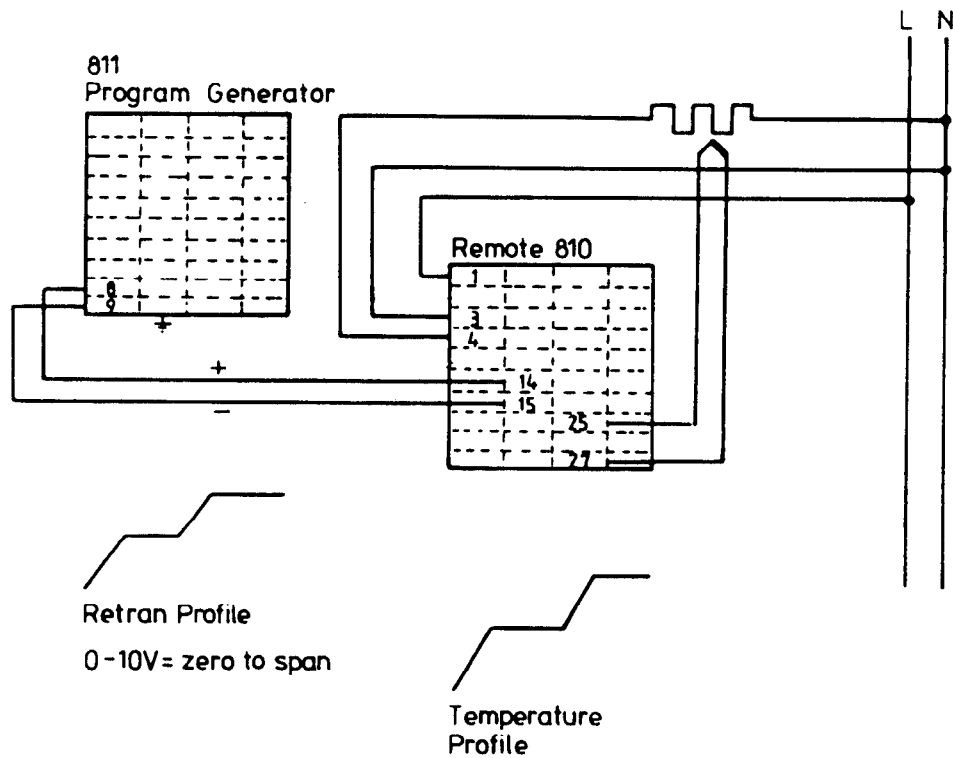 L N
811
Program Generator
Remote 810
1
8
9
3
4
+
14
−
15
25
27
Retran Profile
0-10V= zero to span
Temperature
Profile